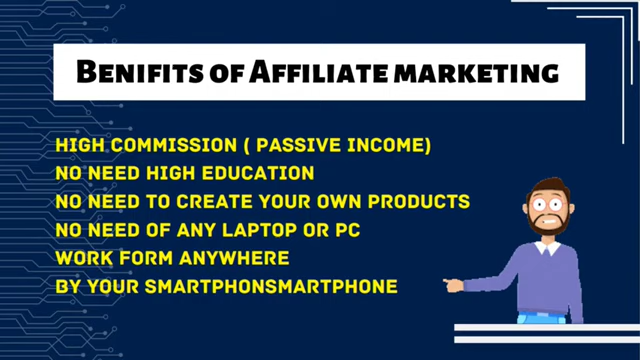 Benifits of Affiliate marketing
HIGH COMMISSION ( PASSIVE INCOME)
NO NEED HIGH EDUCATION
NO NEED TO CREATE YOUR OWN PRODUCTS
NO NEED OF ANY LAPTOP OR PC
WORK FORM ANYWHERE
BY YOUR SMARTPHONSMARTPHONE